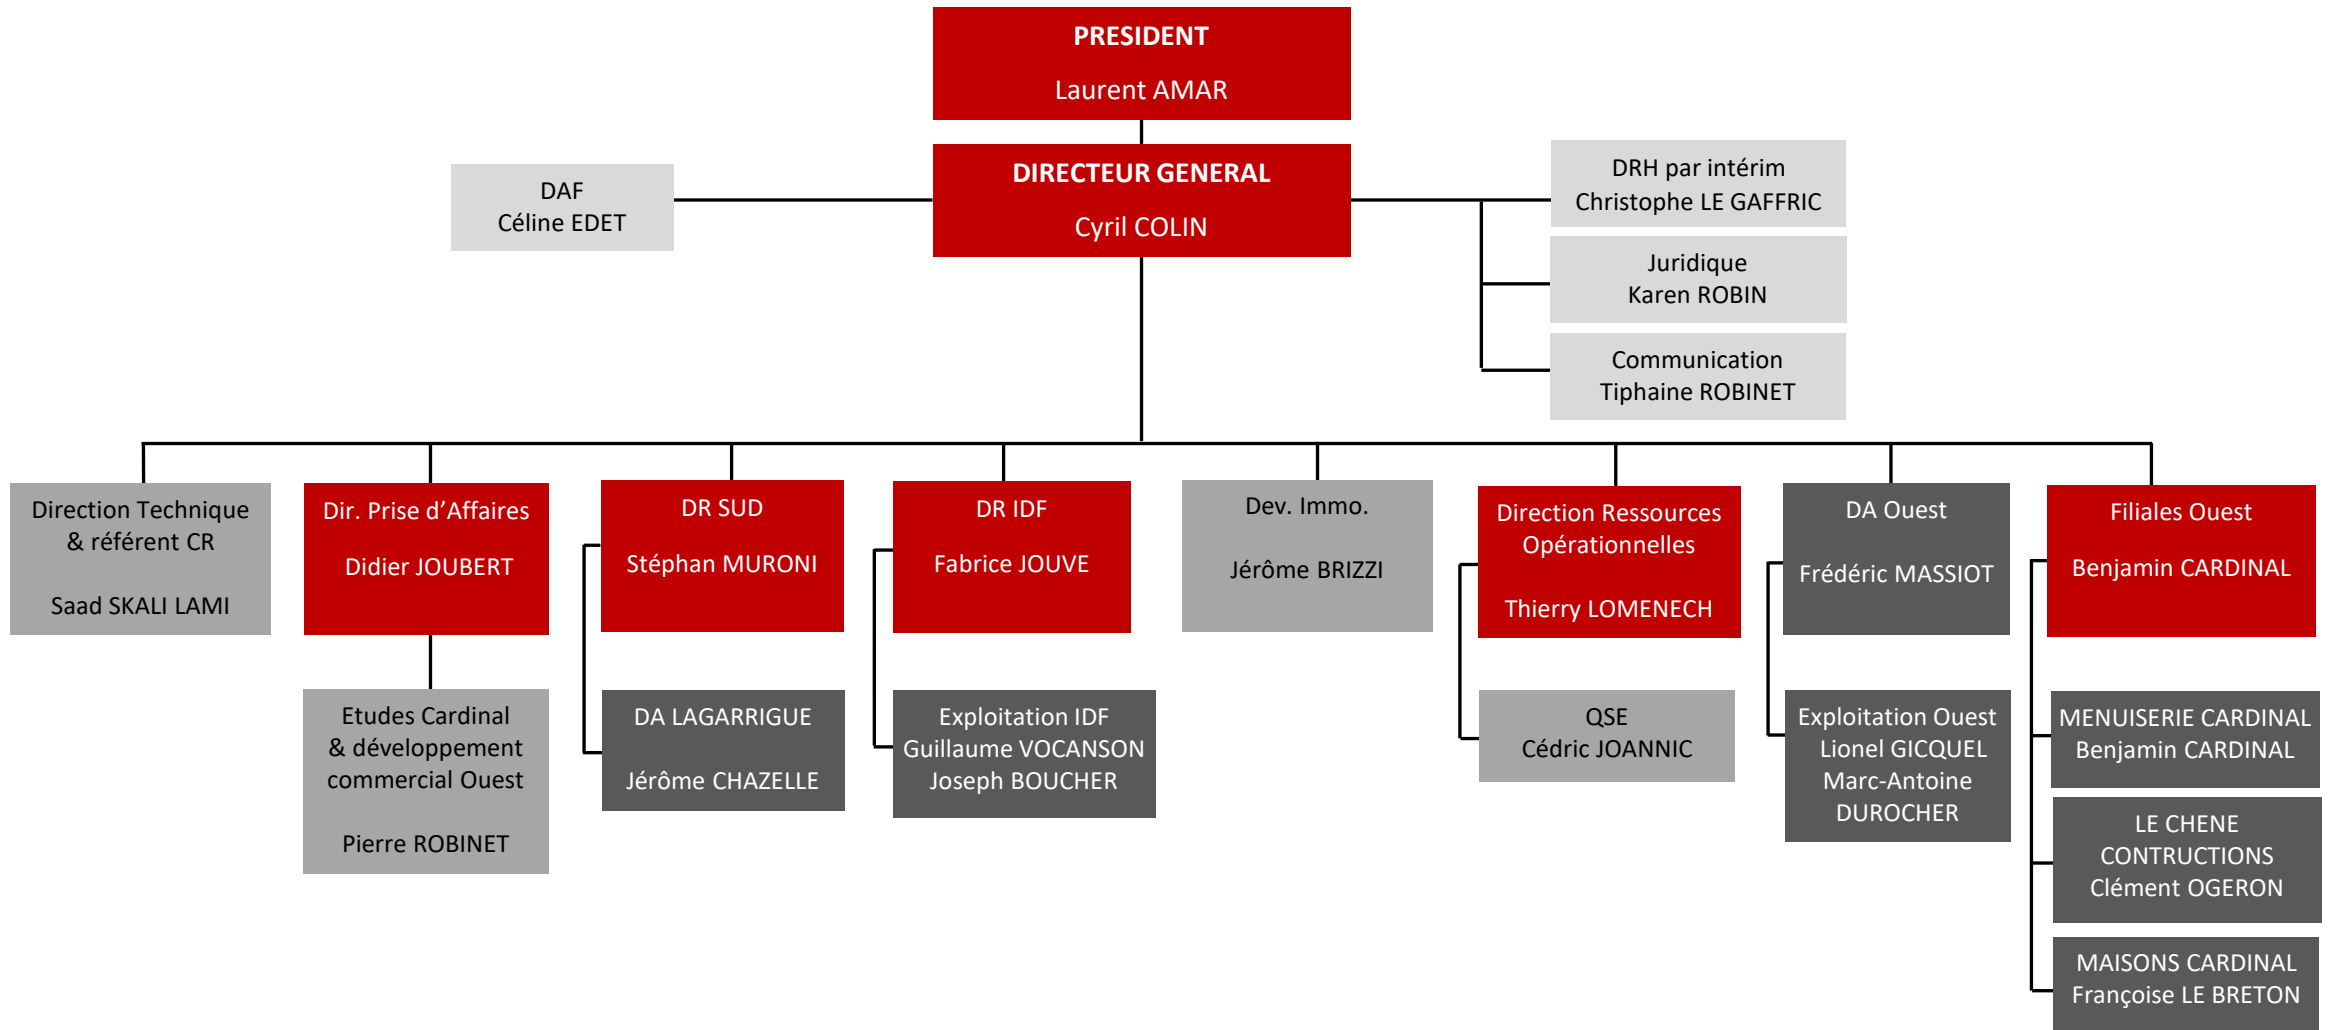 PRESIDENT
Laurent AMAR
DIRECTEUR GENERAL
Cyril COLIN
DAF
Céline EDET
DRH par intérim
Christophe LE GAFFRIC
Juridique
Karen ROBIN
Communication
Tiphaine ROBINET
Direction Technique
& référent CR
Saad SKALI LAMI
Dir. Prise d’Affaires
Didier JOUBERT
DR SUD
Stéphan MURONI
DR IDF
Fabrice JOUVE
Dev. Immo.
Jérôme BRIZZI
Direction Ressources
Opérationnelles
Thierry LOMENECH
DA Ouest
Frédéric MASSIOT
Filiales Ouest
Benjamin CARDINAL
Etudes Cardinal
& développement
commercial Ouest
Pierre ROBINET
DA LAGARRIGUE
Jérôme CHAZELLE
Exploitation IDF
Guillaume VOCANSON
Joseph BOUCHER
QSE
Cédric JOANNIC
Exploitation Ouest
Lionel GICQUEL
Marc-Antoine
DUROCHER
MENUISERIE CARDINAL
Benjamin CARDINAL
LE CHENE
CONTRUCTIONS
Clément OGERON
MAISONS CARDINAL
Françoise LE BRETON